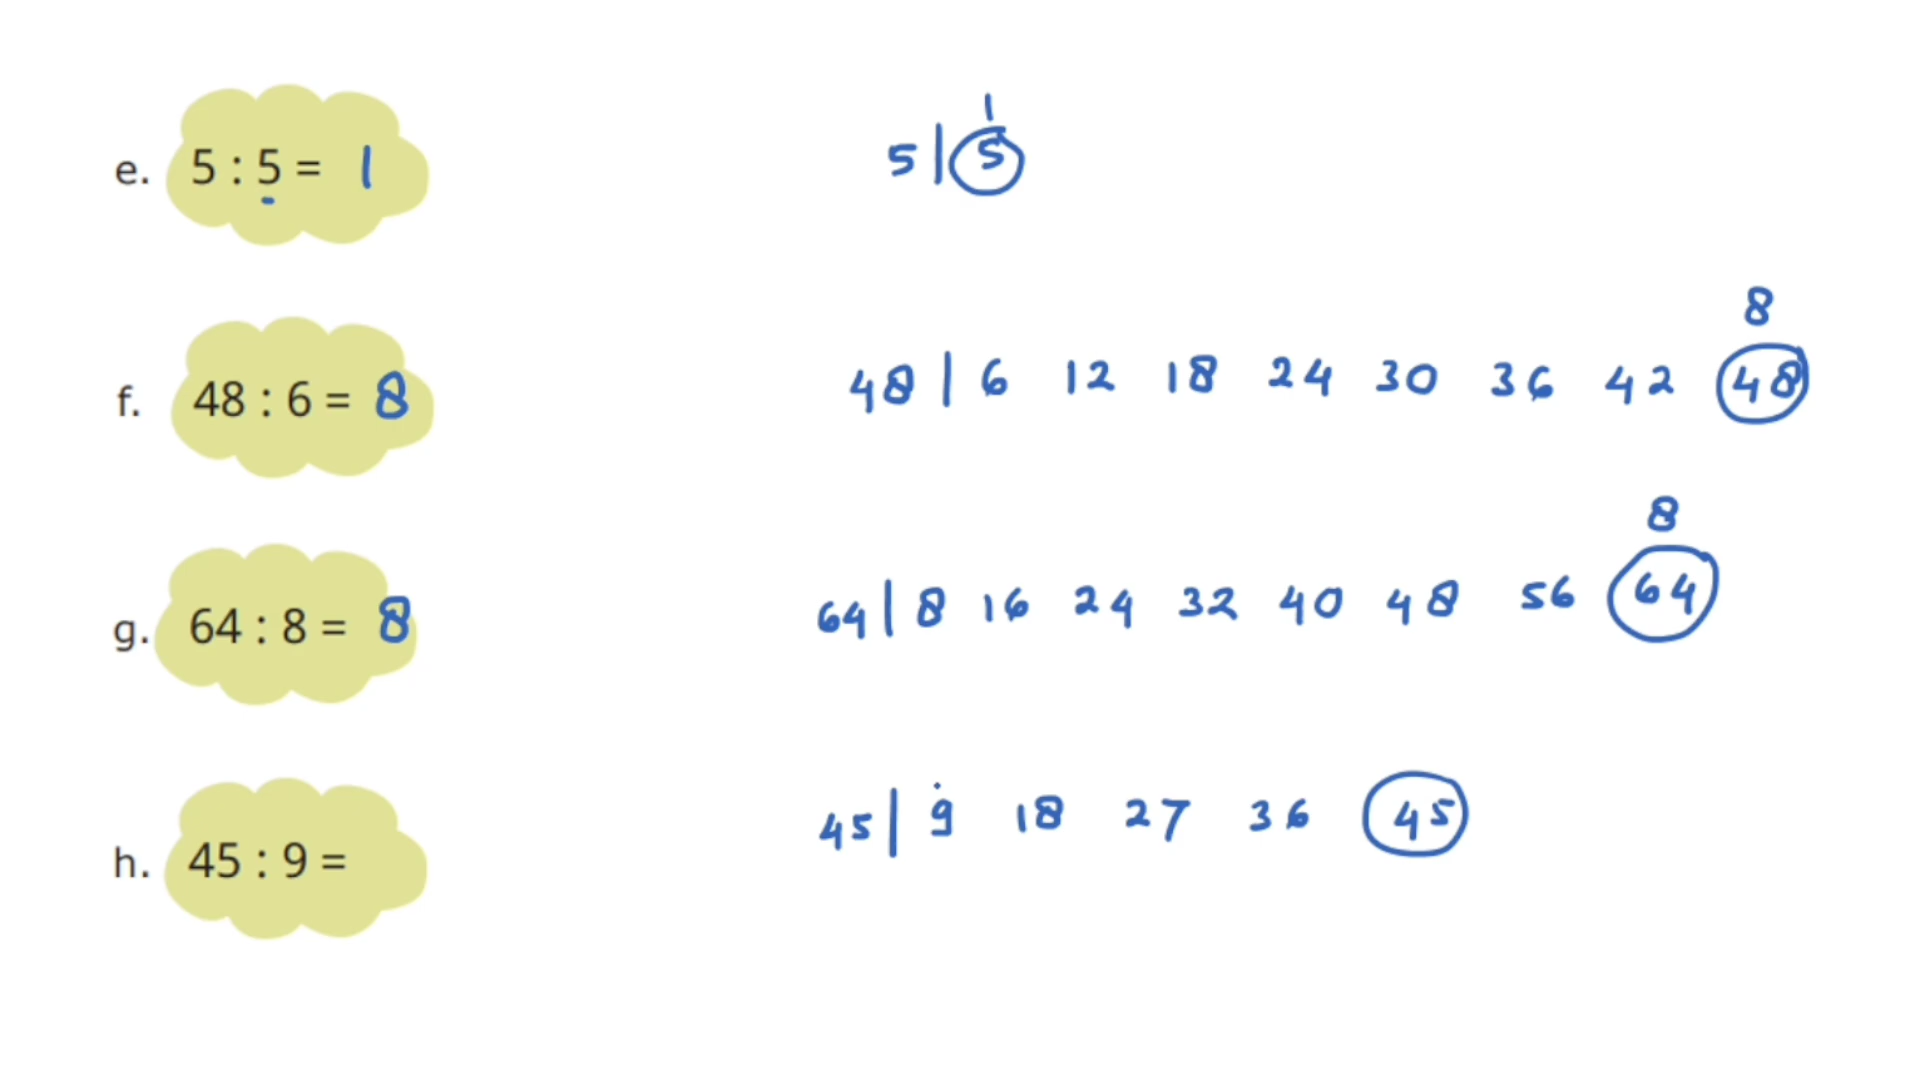 e. 5 : 5 = 1
5 | 5
1
f. 48 : 6 = 8
48 | 6 12 18 24 30 36 42 48
8
g. 64 : 8 = 8
64 | 8 16 24 32 40 48 56 64
8
h. 45 : 9 =
45 | 9 18 27 36 45